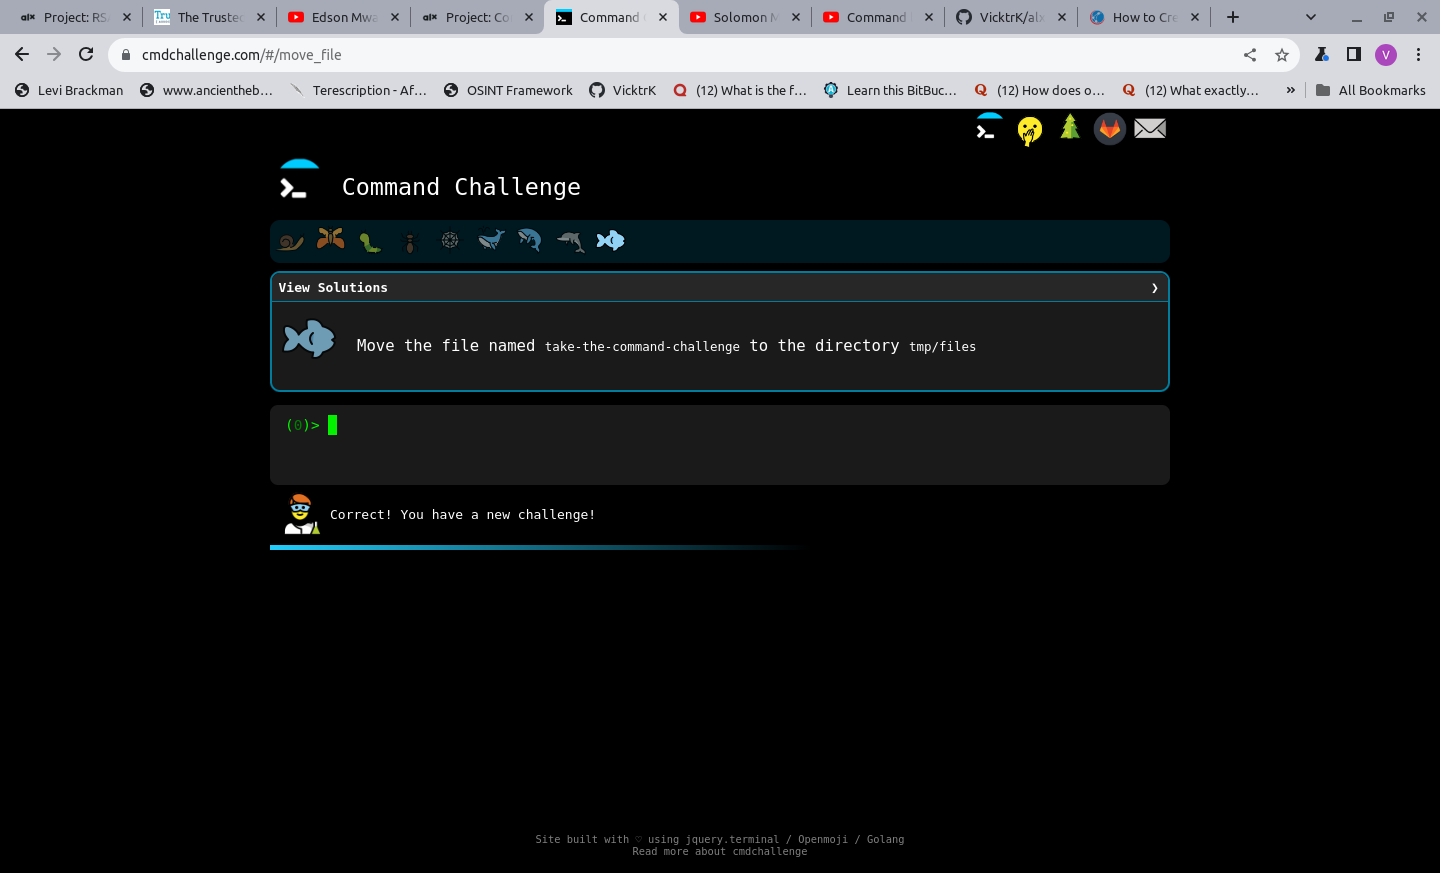 Project: RS
The Truste
Edson Mwa
Project: Co
Command
Solomon M
Command
VicktrK/alx
How to Cre
cmdchallenge.com/#/move_file
V
Levi Brackman
www.ancientheb…
Terescription - Af…
OSINT Framework
VicktrK
(12) What is the f…
Learn this BitBuc…
(12) How does o…
(12) What exactly…
»
All Bookmarks
Command Challenge
View Solutions ❯
Move the file named take-the-command-challenge to the directory tmp/files
(0)>
Correct! You have a new challenge!
Site built with ♡ using jquery.terminal / Openmoji / Golang
Read more about cmdchallenge